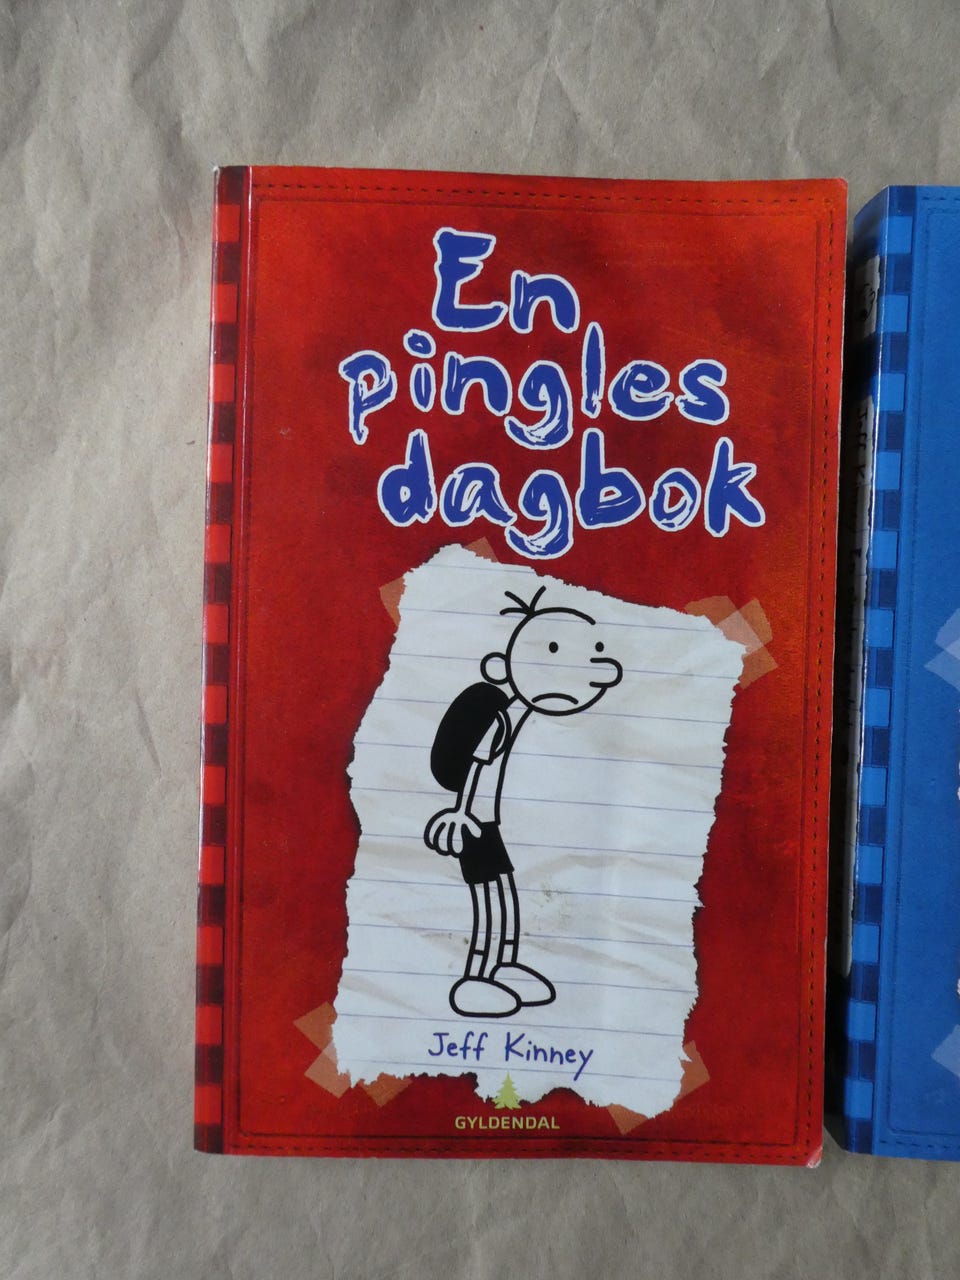 En
pingles
dagbok
Jeff Kinney
GYLDENDAL